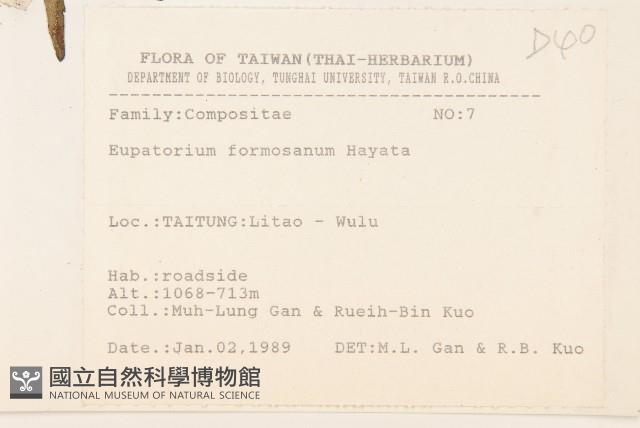 FLORA OF TAIWAN(THAI-HERBARIUM)
DEPARTMENT OF BIOLOGY, TUNGHAI UNIVERSITY, TAIWAN R.O.CHINA
Family:Compositae NO:7
Eupatorium formosanum Hayata
Loc.:TAITUNG:Litao - Wulu
Hab.:roadside
Alt.:1068-713m
Coll.:Muh-Lung Gan & Rueih-Bin Kuo
Date.:Jan.02,1989 DET:M.L. Gan & R.B. Kuo
國立自然科學博物館
NATIONAL MUSEUM OF NATURAL SCIENCE